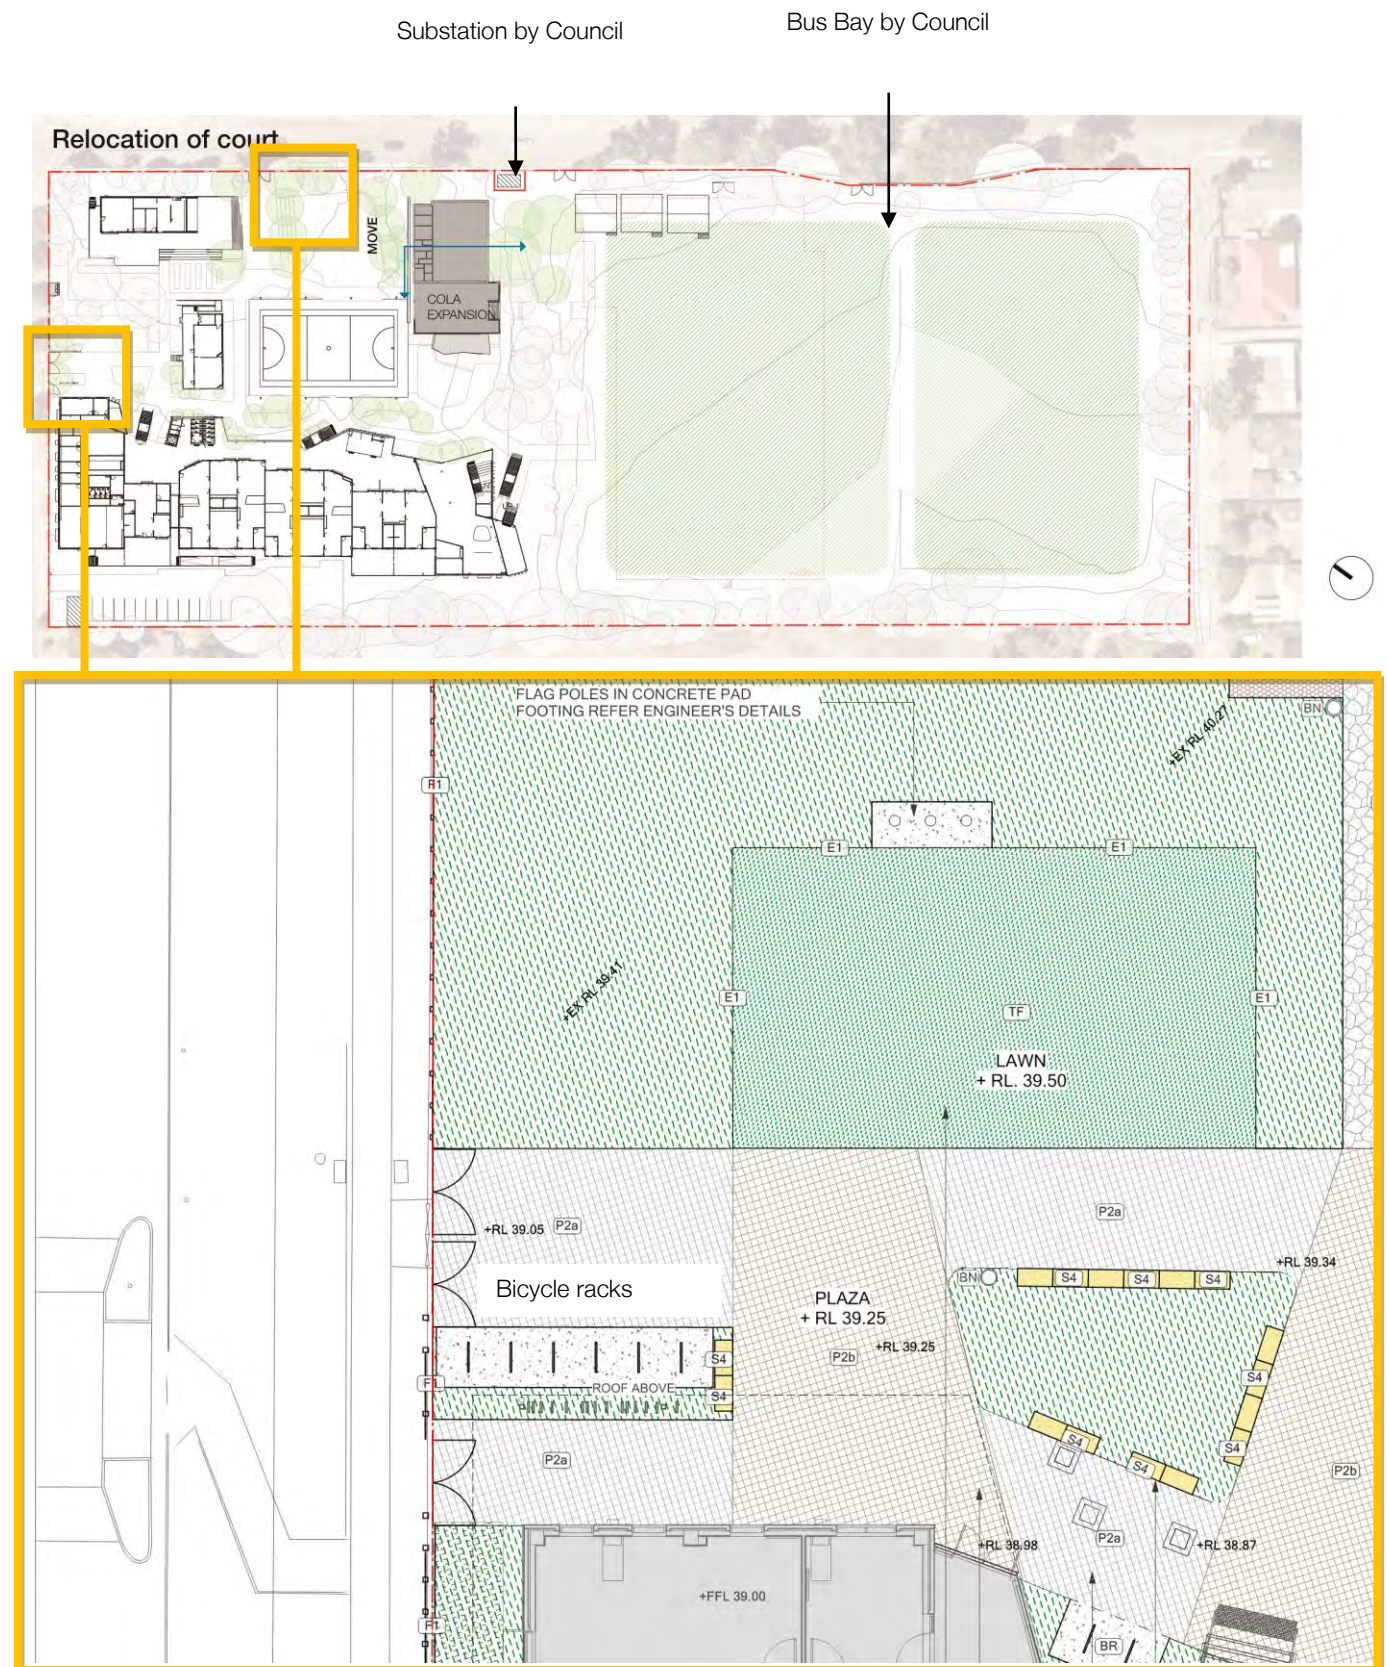 Substation by Council
Bus Bay by Council
Relocation of court
MOVE
COLA
EXPANSION
FLAG POLES IN CONCRETE PAD
FOOTING REFER ENGINEER'S DETAILS
BN
+EX RL 40.27
F1
E1
E1
+EX RL 39.41
E1
E1
TF
LAWN
+ RL. 39.50
+RL 39.05
P2a
P2a
+RL 39.34
Bicycle racks
BN
S4
S4
S4
PLAZA
+ RL 39.25
+RL 39.25
P2b
S4
F1
ROOF ABOVE
S4
S4
S4
S4
S4
P2a
P2b
P2a
+RL 38.98
+RL 38.87
+FFL 39.00
F1
BR